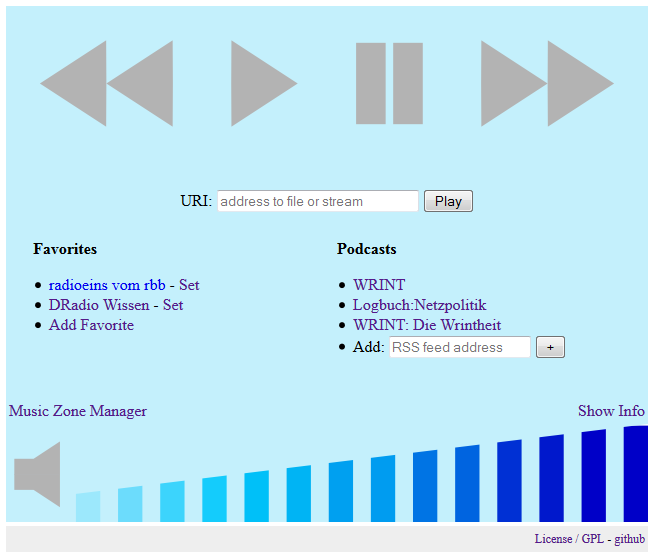 URI: address to file or stream Play
Favorites
radioeins vom rbb - Set
DRadio Wissen - Set
Add Favorite
Podcasts
WRINT
Logbuch:Netzpolitik
WRINT: Die Wrintheit
Add: RSS feed address +
Music Zone Manager
Show Info
License / GPL - github